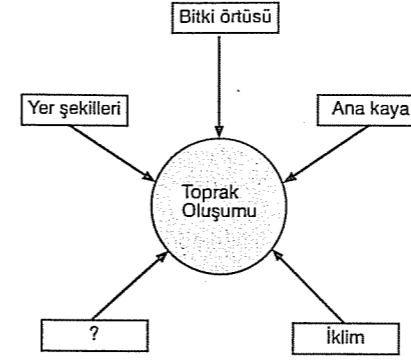 Bitki örtüsü
Yer şekilleri
Ana kaya
Toprak
Oluşumu
?
İklim